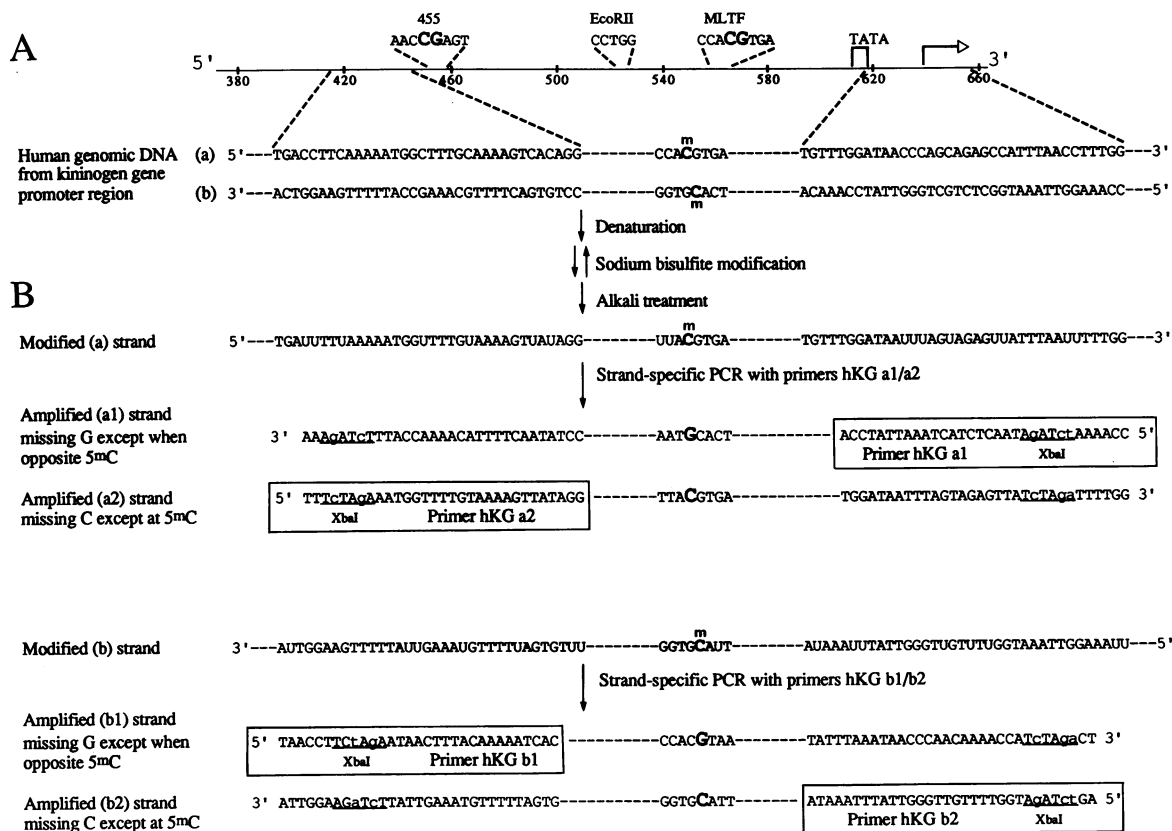 A
455
AACCGAGT
EcoRII
CCTGG
MLTF
CCACGTGA
TATA
5'
3'
380 420 460 500 540 580 620 660
Human genomic DNA from kininogen gene promoter region
m
(a) 5'---TGACCTTCAAAAATGGCTTTGCAAAAGTCACAGG-------CCACGTGA-------TGTTTGGATAACCCAGCAGAGCCATTTAACCTTTGG---3'
(b) 3'---ACTGGAAGTTTTTACCGAAACGTTTTCAGTGTCC-------GGTGCACT-------ACAAACCTATTGGGTCGTCTCGGTAAATTGGAAACC---5'
m
Denaturation
Sodium bisulfite modification
Alkali treatment
B
m
Modified (a) strand
5'---TGAUUTTUAAAAATGGUTTTGUAAAAGTUAUAGG-------UUACGTGA-------TGTTTGGATAAUUUAGUAGAGUUATTTAAUUTTTGG---3'
Strand-specific PCR with primers hKG a1/a2
Amplified (a1) strand
missing G except when
opposite 5mC
3' AAAgATcTTTACCAAAACATTTTCAATATCC-------AATGCACT-------ACCTATTAAATCATCTCAATAgATctAAAACC 5'
Primer hKG a1
XbaI
Amplified (a2) strand
missing C except at 5mC
5' TTTcTAgAAATGGTTTTGTAAAAGTTATAGG-------TTACGTGA-------TGGATAATTTAGTAGAGTTATcTAgaTTTTGG 3'
XbaI
Primer hKG a2
m
Modified (b) strand
3'---AUTGGAAGTTTTTAUUGAAAUGTTTTUAGTGTUU-------GGTGCAUT-------AUAAAUUTATTGGGTUGTUTUGGTAAATTGGAAAUU---5'
Strand-specific PCR with primers hKG b1/b2
Amplified (b1) strand
missing G except when
opposite 5mC
5' TAACCTTCtAgAATAACTTTACAAAAATCAC-------CCACGTAA-------TATTTAAATAACCCAACAAAACCATcTAgaCT 3'
XbaI
Primer hKG b1
Amplified (b2) strand
missing C except at 5mC
3' ATTGGAAGaTcTTATTGAAATGTTTTTAGTG-------GGTGCATT-------ATAAATTTATTGGGTTGTTTTGGTAgATctGA 5'
Primer hKG b2
XbaI